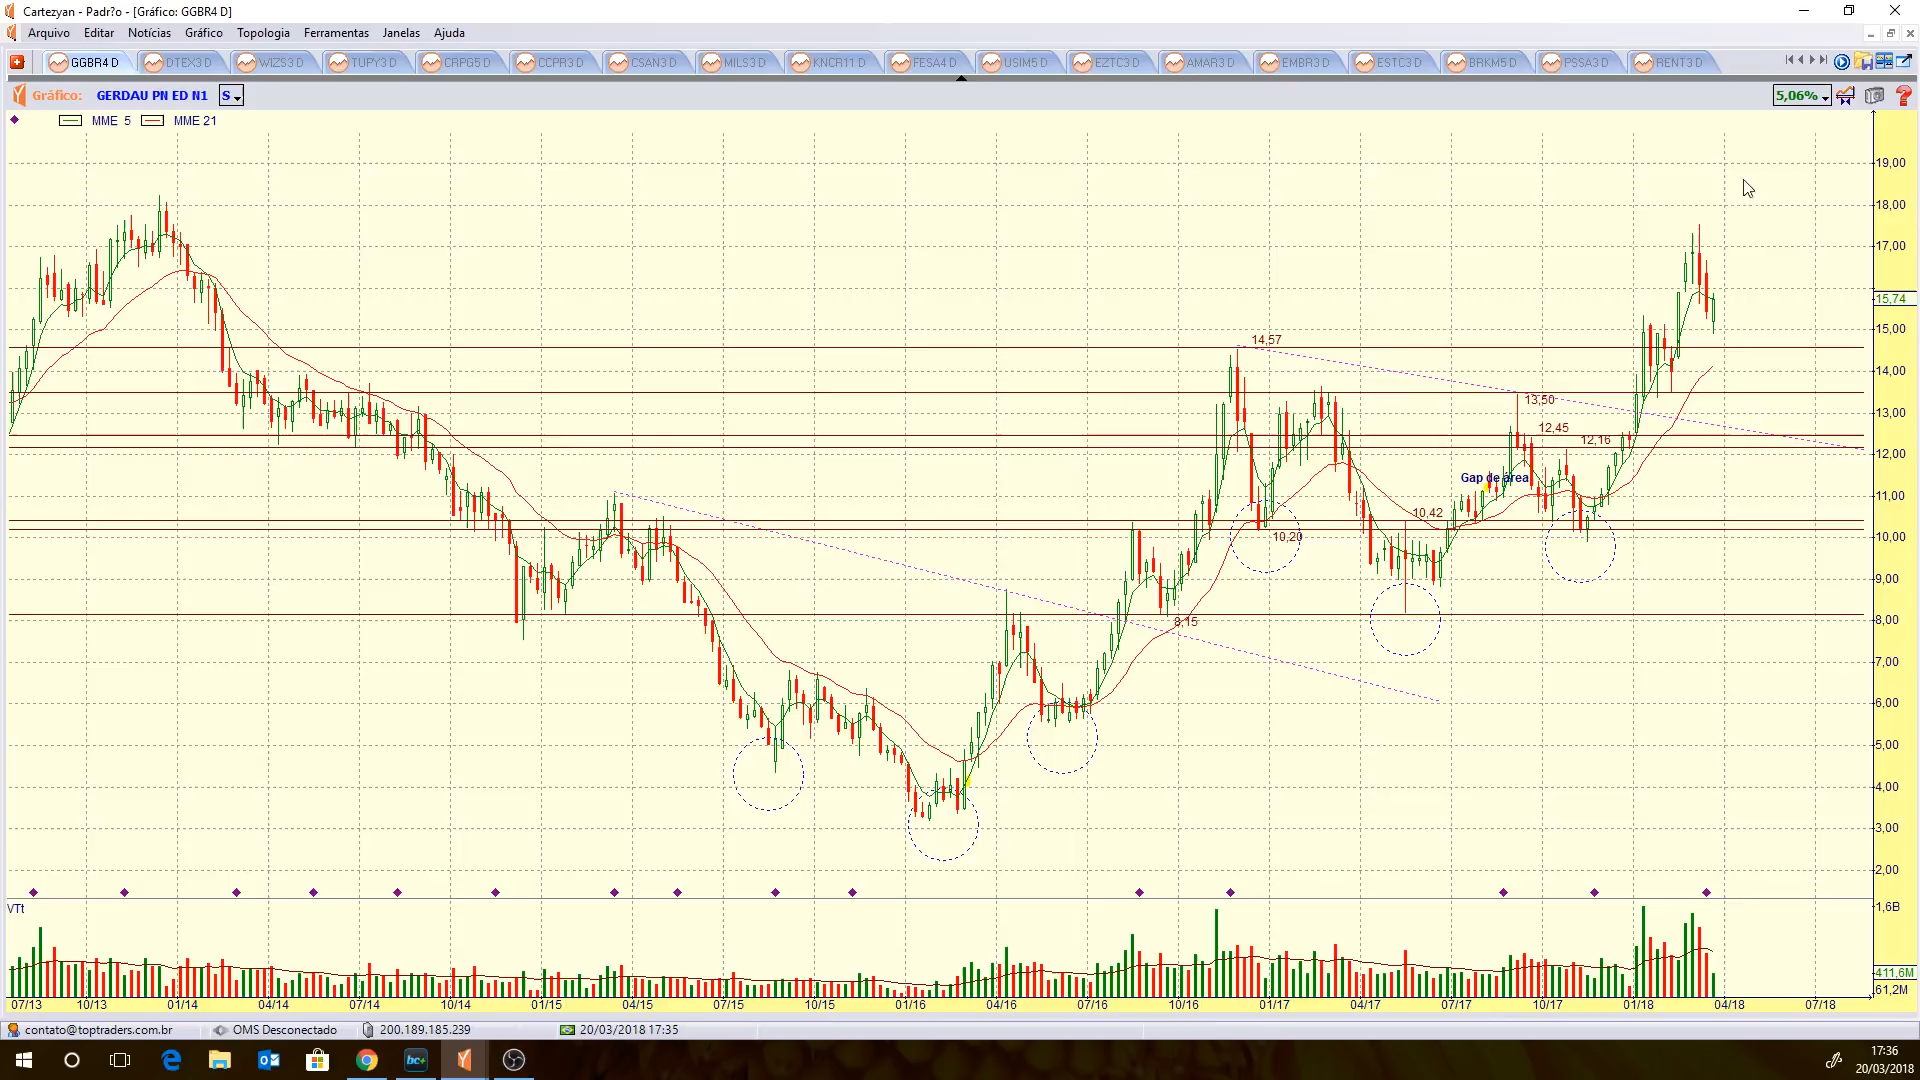 Cartezyan - Padr?o - [Gráfico: GGBR4 D]
Arquivo Editar Notícias Gráfico Topologia Ferramentas Janelas Ajuda
GGBR4 D DTEX3 D WIZS3 D TUPY3 D CRPG5 D CCPR3 D CSAN3 D MILS3 D KNCR11 D FESA4 D USIM5 D EZTC3 D AMAR3 D EMBR3 D ESTC3 D BRKM5 D PSSA3 D RENT3 D
Gráfico: GERDAU PN ED N1 S 5,06%
MME 5 MME 21
19,00
18,00
17,00
15,74
15,00
14,57
14,00
13,50
13,00
12,45
12,16
12,00
Gap de área
11,00
10,42
10,20
10,00
9,00
8,15
8,00
7,00
6,00
5,00
4,00
3,00
2,00
VTt
1,6B
411,6M
61,2M
07/13 10/13 01/14 04/14 07/14 10/14 01/15 04/15 07/15 10/15 01/16 04/16 07/16 10/16 01/17 04/17 07/17 10/17 01/18 04/18 07/18
contato@toptraders.com.br OMS Desconectado 200.189.185.239 20/03/2018 17:35
bc+
17:36
20/03/2018